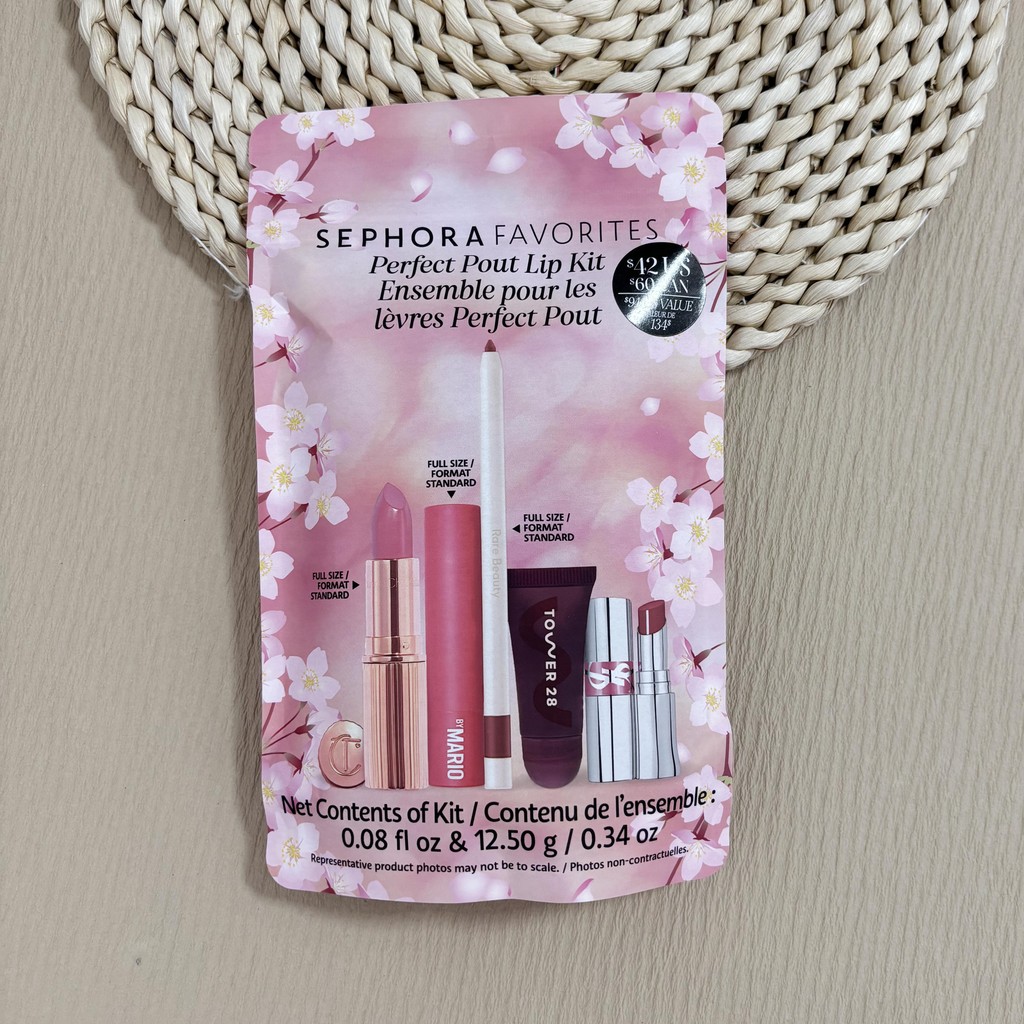 SEPHORA FAVORITES
Perfect Pout Lip Kit
Ensemble pour les
lèvres Perfect Pout
$42 US
VALUE
134$
FULL SIZE /
FORMAT
STANDARD
FULL SIZE /
FORMAT
STANDARD
FULL SIZE /
FORMAT
STANDARD
Rare Beauty
TOWER 28
BY MARIO
CT
Net Contents of Kit / Contenu de l'ensemble :
0.08 fl oz & 12.50 g / 0.34 oz
Representative product photos may not be to scale. / Photos non-contractuelles.